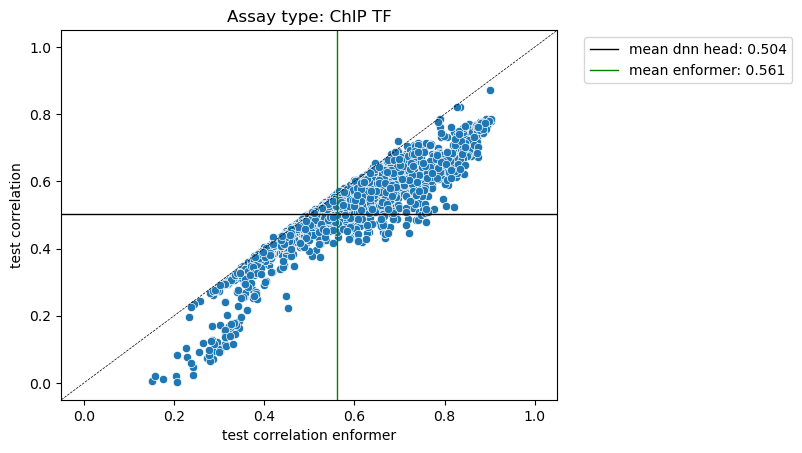 Assay type: ChIP TF
mean dnn head: 0.504
mean enformer: 0.561
test correlation
1.0
0.8
0.6
0.4
0.2
0.0
0.0 0.2 0.4 0.6 0.8 1.0
test correlation enformer